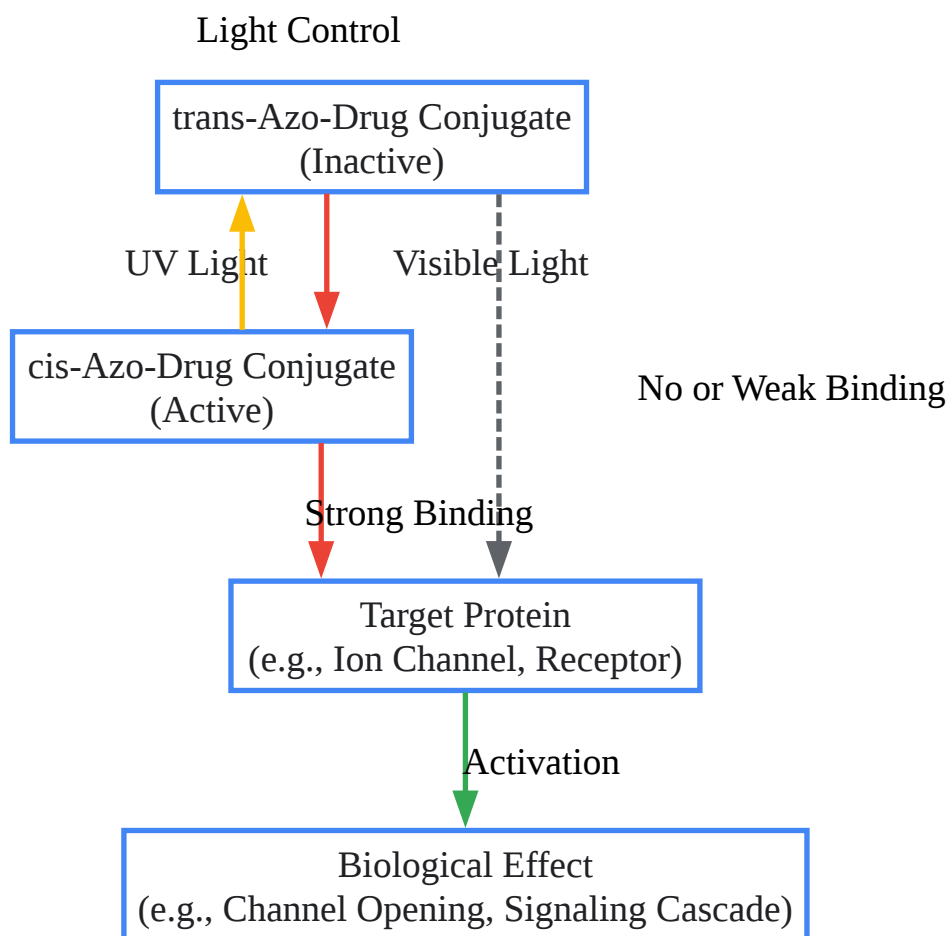 Light Control
trans-Azo-Drug Conjugate
(Inactive)
UV Light
Visible Light
cis-Azo-Drug Conjugate
(Active)
No or Weak Binding
Strong Binding
Target Protein
(e.g., Ion Channel, Receptor)
Activation
Biological Effect
(e.g., Channel Opening, Signaling Cascade)